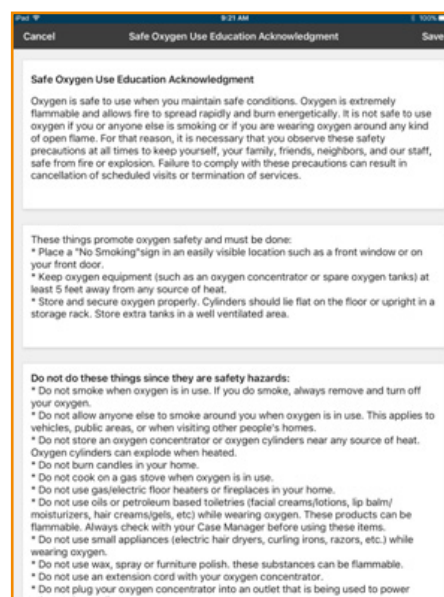 iPad 9:21 AM 100%
Cancel Safe Oxygen Use Education Acknowledgment Save
Safe Oxygen Use Education Acknowledgment
Oxygen is safe to use when you maintain safe conditions. Oxygen is extremely
flammable and allows fire to spread rapidly and burn energetically. It is not safe to use
oxygen if you or anyone else is smoking or if you are wearing oxygen around any kind
of open flame. For that reason, it is necessary that you observe these safety
precautions at all times to keep yourself, your family, friends, neighbors, and our staff,
safe from fire or explosion. Failure to comply with these precautions can result in
cancellation of scheduled visits or termination of services.
These things promote oxygen safety and must be done:
* Place a "No Smoking"sign in an easily visible location such as a front window or on
your front door.
* Keep oxygen equipment (such as an oxygen concentrator or spare oxygen tanks) at
least 5 feet away from any source of heat.
* Store and secure oxygen properly. Cylinders should lie flat on the floor or upright in a
storage rack. Store extra tanks in a well ventilated area.
Do not do these things since they are safety hazards:
* Do not smoke when oxygen is in use. If you do smoke, always remove and turn off
your oxygen.
* Do not allow anyone else to smoke around you when oxygen is in use. This applies to
vehicles, public areas, or when visiting other people's homes.
* Do not store an oxygen concentrator or oxygen cylinders near any source of heat.
Oxygen cylinders can explode when heated.
* Do not burn candles in your home.
* Do not cook on a gas stove when oxygen is in use.
* Do not use gas/electric floor heaters or fireplaces in your home.
* Do not use oils or petroleum based toiletries (facial creams/lotions, lip balm/
moisturizers, hair creams/gels, etc) while wearing oxygen. These products can be
flammable. Always check with your Case Manager before using these items.
* Do not use small appliances (electric hair dryers, curling irons, razors, etc.) while
wearing oxygen.
* Do not use wax, spray or furniture polish. these substances can be flammable.
* Do not use an extension cord with your oxygen concentrator.
* Do not plug your oxygen concentrator into an outlet that is being used to power